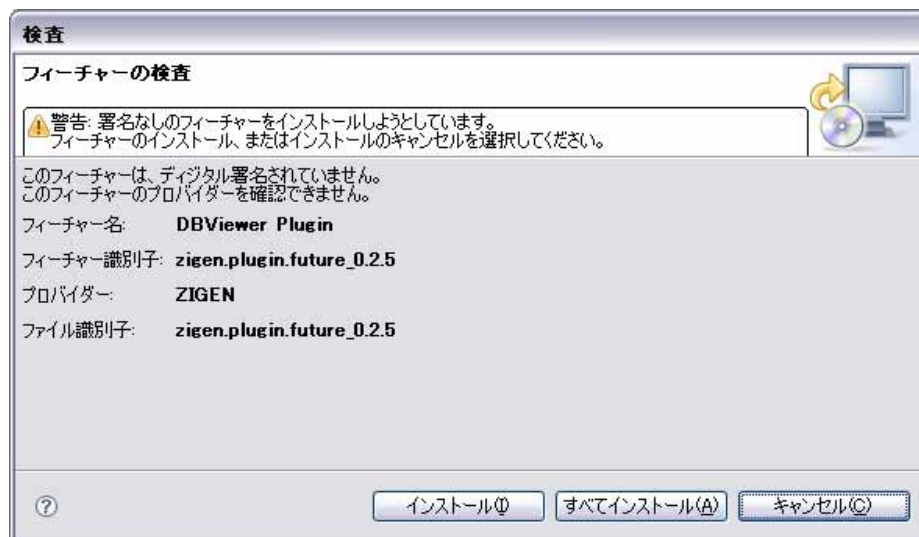 検査
フィーチャーの検査
警告: 署名なしのフィーチャーをインストールしようとしています。
フィーチャーのインストール、またはインストールのキャンセルを選択してください。
このフィーチャーは、ディジタル署名されていません。
このフィーチャーのプロバイダーを確認できません。
フィーチャー名: DBViewer Plugin
フィーチャー識別子: zigen.plugin.future_0.2.5
プロバイダー: ZIGEN
ファイル識別子: zigen.plugin.future_0.2.5
? インストール(I) すべてインストール(A) キャンセル(C)